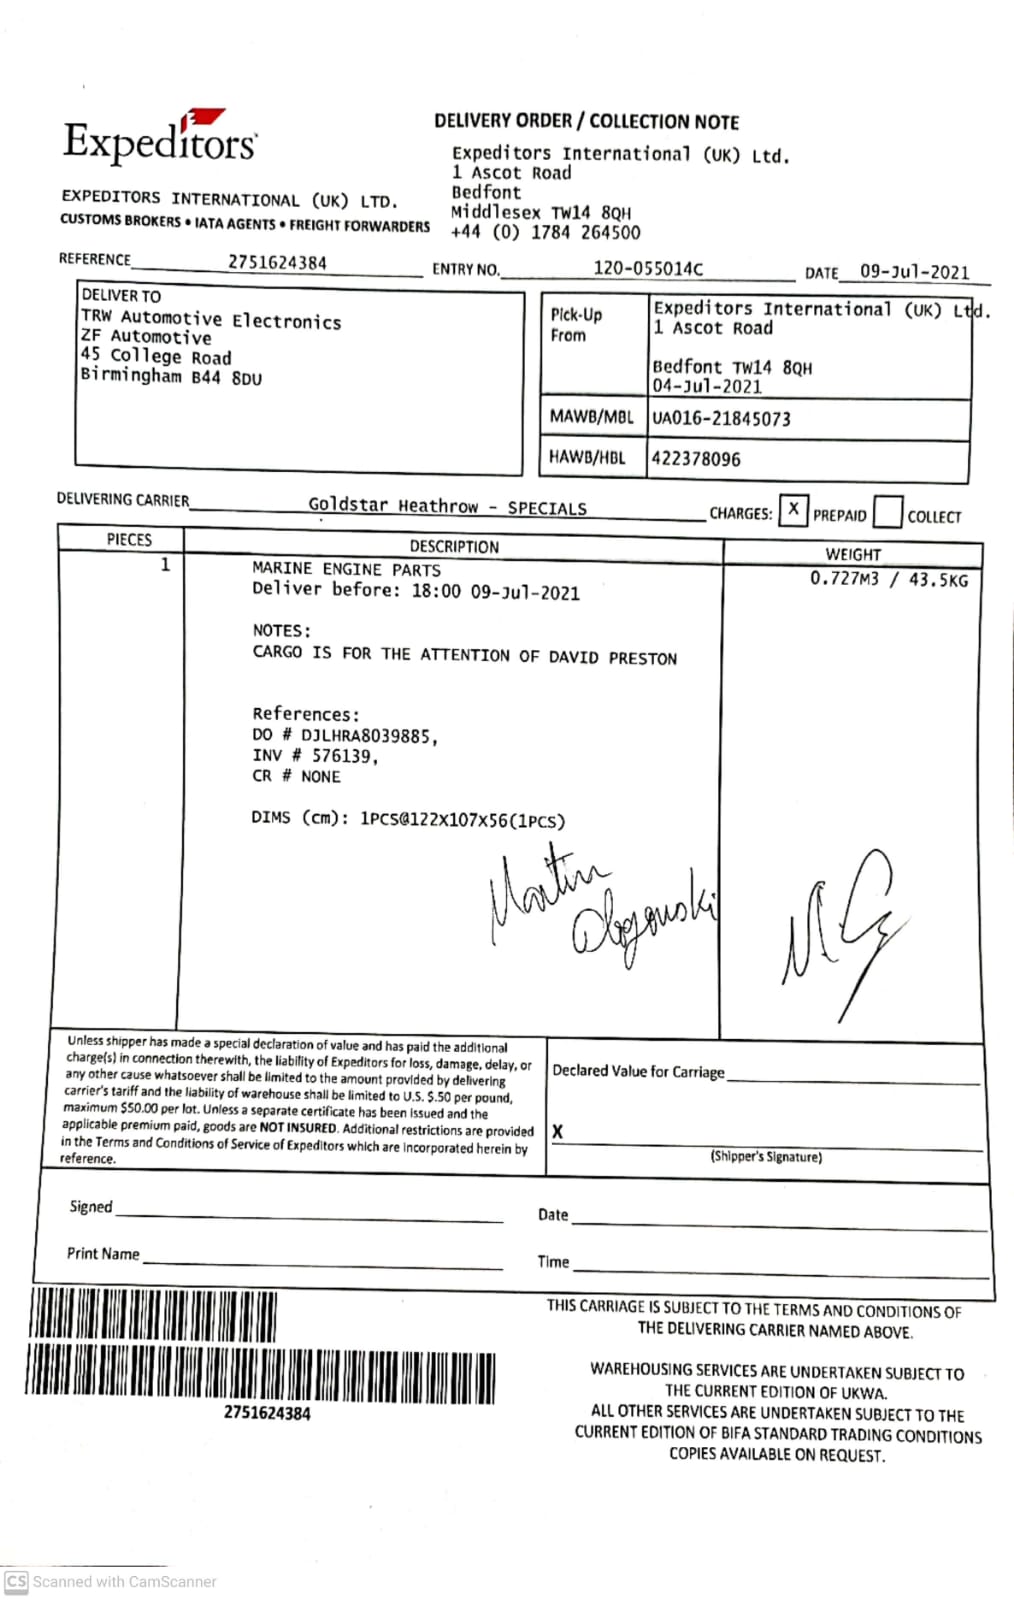 Expeditors
DELIVERY ORDER / COLLECTION NOTE
Expeditors International (UK) Ltd.
1 Ascot Road
Bedfont
Middlesex TW14 8QH
+44 (0) 1784 264500
EXPEDITORS INTERNATIONAL (UK) LTD.
CUSTOMS BROKERS • IATA AGENTS • FREIGHT FORWARDERS
REFERENCE 2751624384 ENTRY NO. 120-055014C DATE 09-Jul-2021
DELIVER TO
TRW Automotive Electronics
ZF Automotive
45 College Road
Birmingham B44 8DU
Pick-Up From
Expeditors International (UK) Ltd.
1 Ascot Road
Bedfont TW14 8QH
04-Jul-2021
MAWB/MBL UA016-21845073
HAWB/HBL 422378096
DELIVERING CARRIER Goldstar Heathrow - SPECIALS CHARGES: X PREPAID COLLECT
PIECES DESCRIPTION WEIGHT
1 MARINE ENGINE PARTS 0.727M3 / 43.5KG
Deliver before: 18:00 09-Jul-2021
NOTES:
CARGO IS FOR THE ATTENTION OF DAVID PRESTON
References:
DO # DJLHRA8039885,
INV # 576139,
CR # NONE
DIMS (cm): 1PCS@122X107X56(1PCS)
Martin
Unless shipper has made a special declaration of value and has paid the additional
charge(s) in connection therewith, the liability of Expeditors for loss, damage, delay, or
any other cause whatsoever shall be limited to the amount provided by delivering
carrier's tariff and the liability of warehouse shall be limited to U.S. $.50 per pound,
maximum $50.00 per lot. Unless a separate certificate has been issued and the
applicable premium paid, goods are NOT INSURED. Additional restrictions are provided
in the Terms and Conditions of Service of Expeditors which are incorporated herein by
reference.
Declared Value for Carriage
X
(Shipper's Signature)
Signed
Date
Print Name
Time
2751624384
THIS CARRIAGE IS SUBJECT TO THE TERMS AND CONDITIONS OF
THE DELIVERING CARRIER NAMED ABOVE.
WAREHOUSING SERVICES ARE UNDERTAKEN SUBJECT TO
THE CURRENT EDITION OF UKWA.
ALL OTHER SERVICES ARE UNDERTAKEN SUBJECT TO THE
CURRENT EDITION OF BIFA STANDARD TRADING CONDITIONS
COPIES AVAILABLE ON REQUEST.
CS Scanned with CamScanner